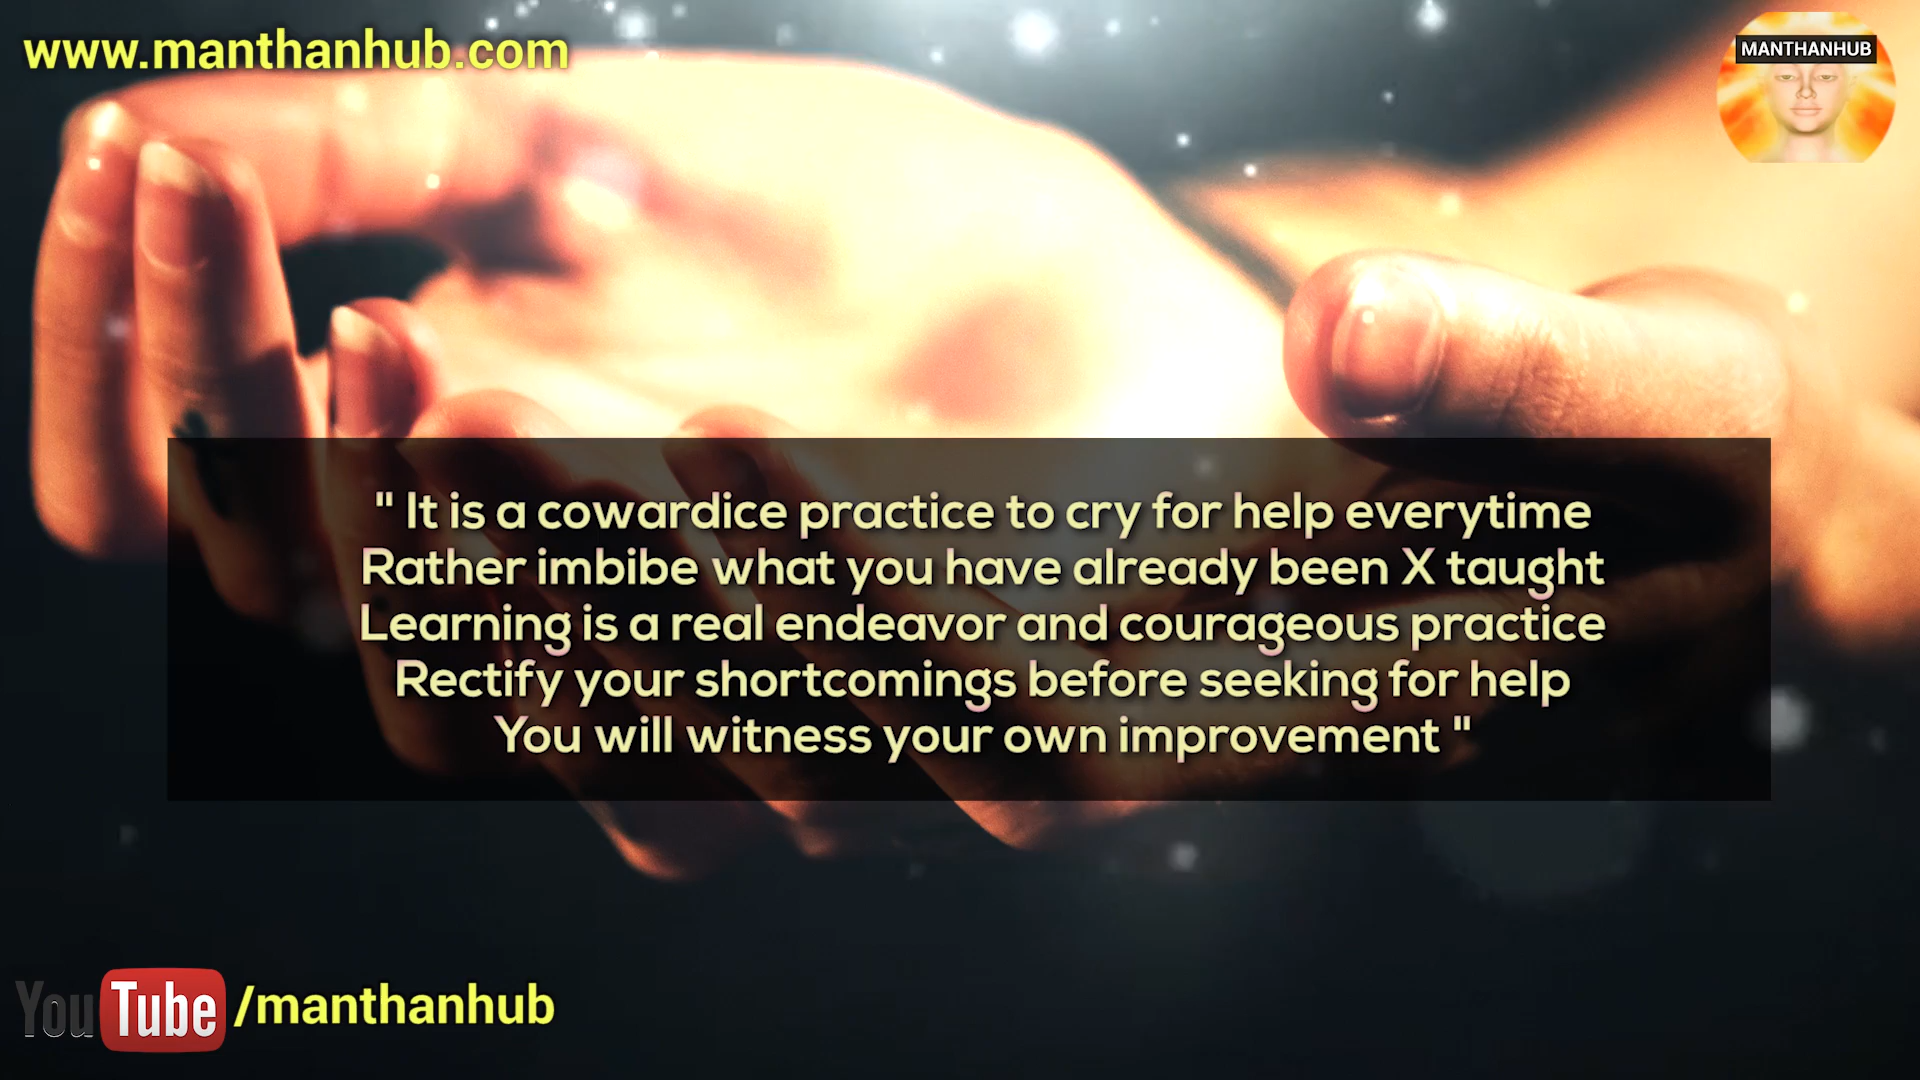 www.manthanhub.com
MANTHANHUB
" It is a cowardice practice to cry for help everytime
Rather imbibe what you have already been X taught
Learning is a real endeavor and courageous practice
Rectify your shortcomings before seeking for help
You will witness your own improvement "
YouTube /manthanhub